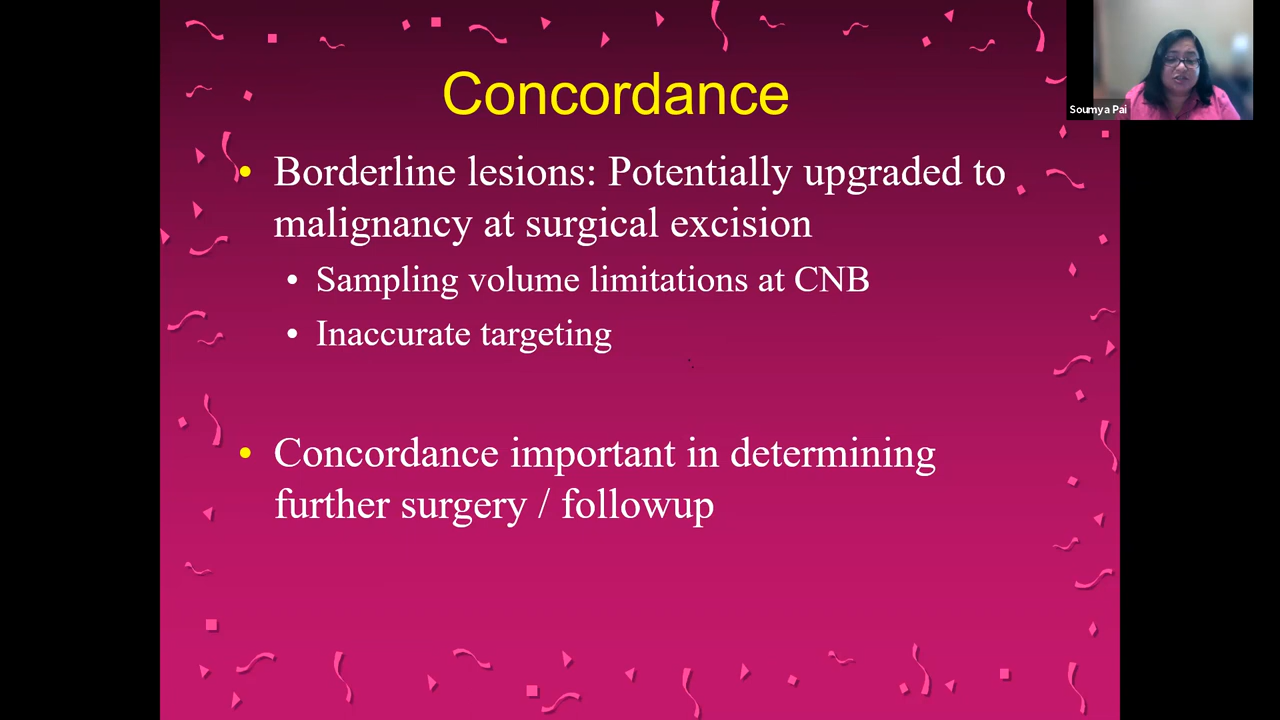 Concordance
Soumya Pai
• Borderline lesions: Potentially upgraded to
malignancy at surgical excision
• Sampling volume limitations at CNB
• Inaccurate targeting
• Concordance important in determining
further surgery / followup